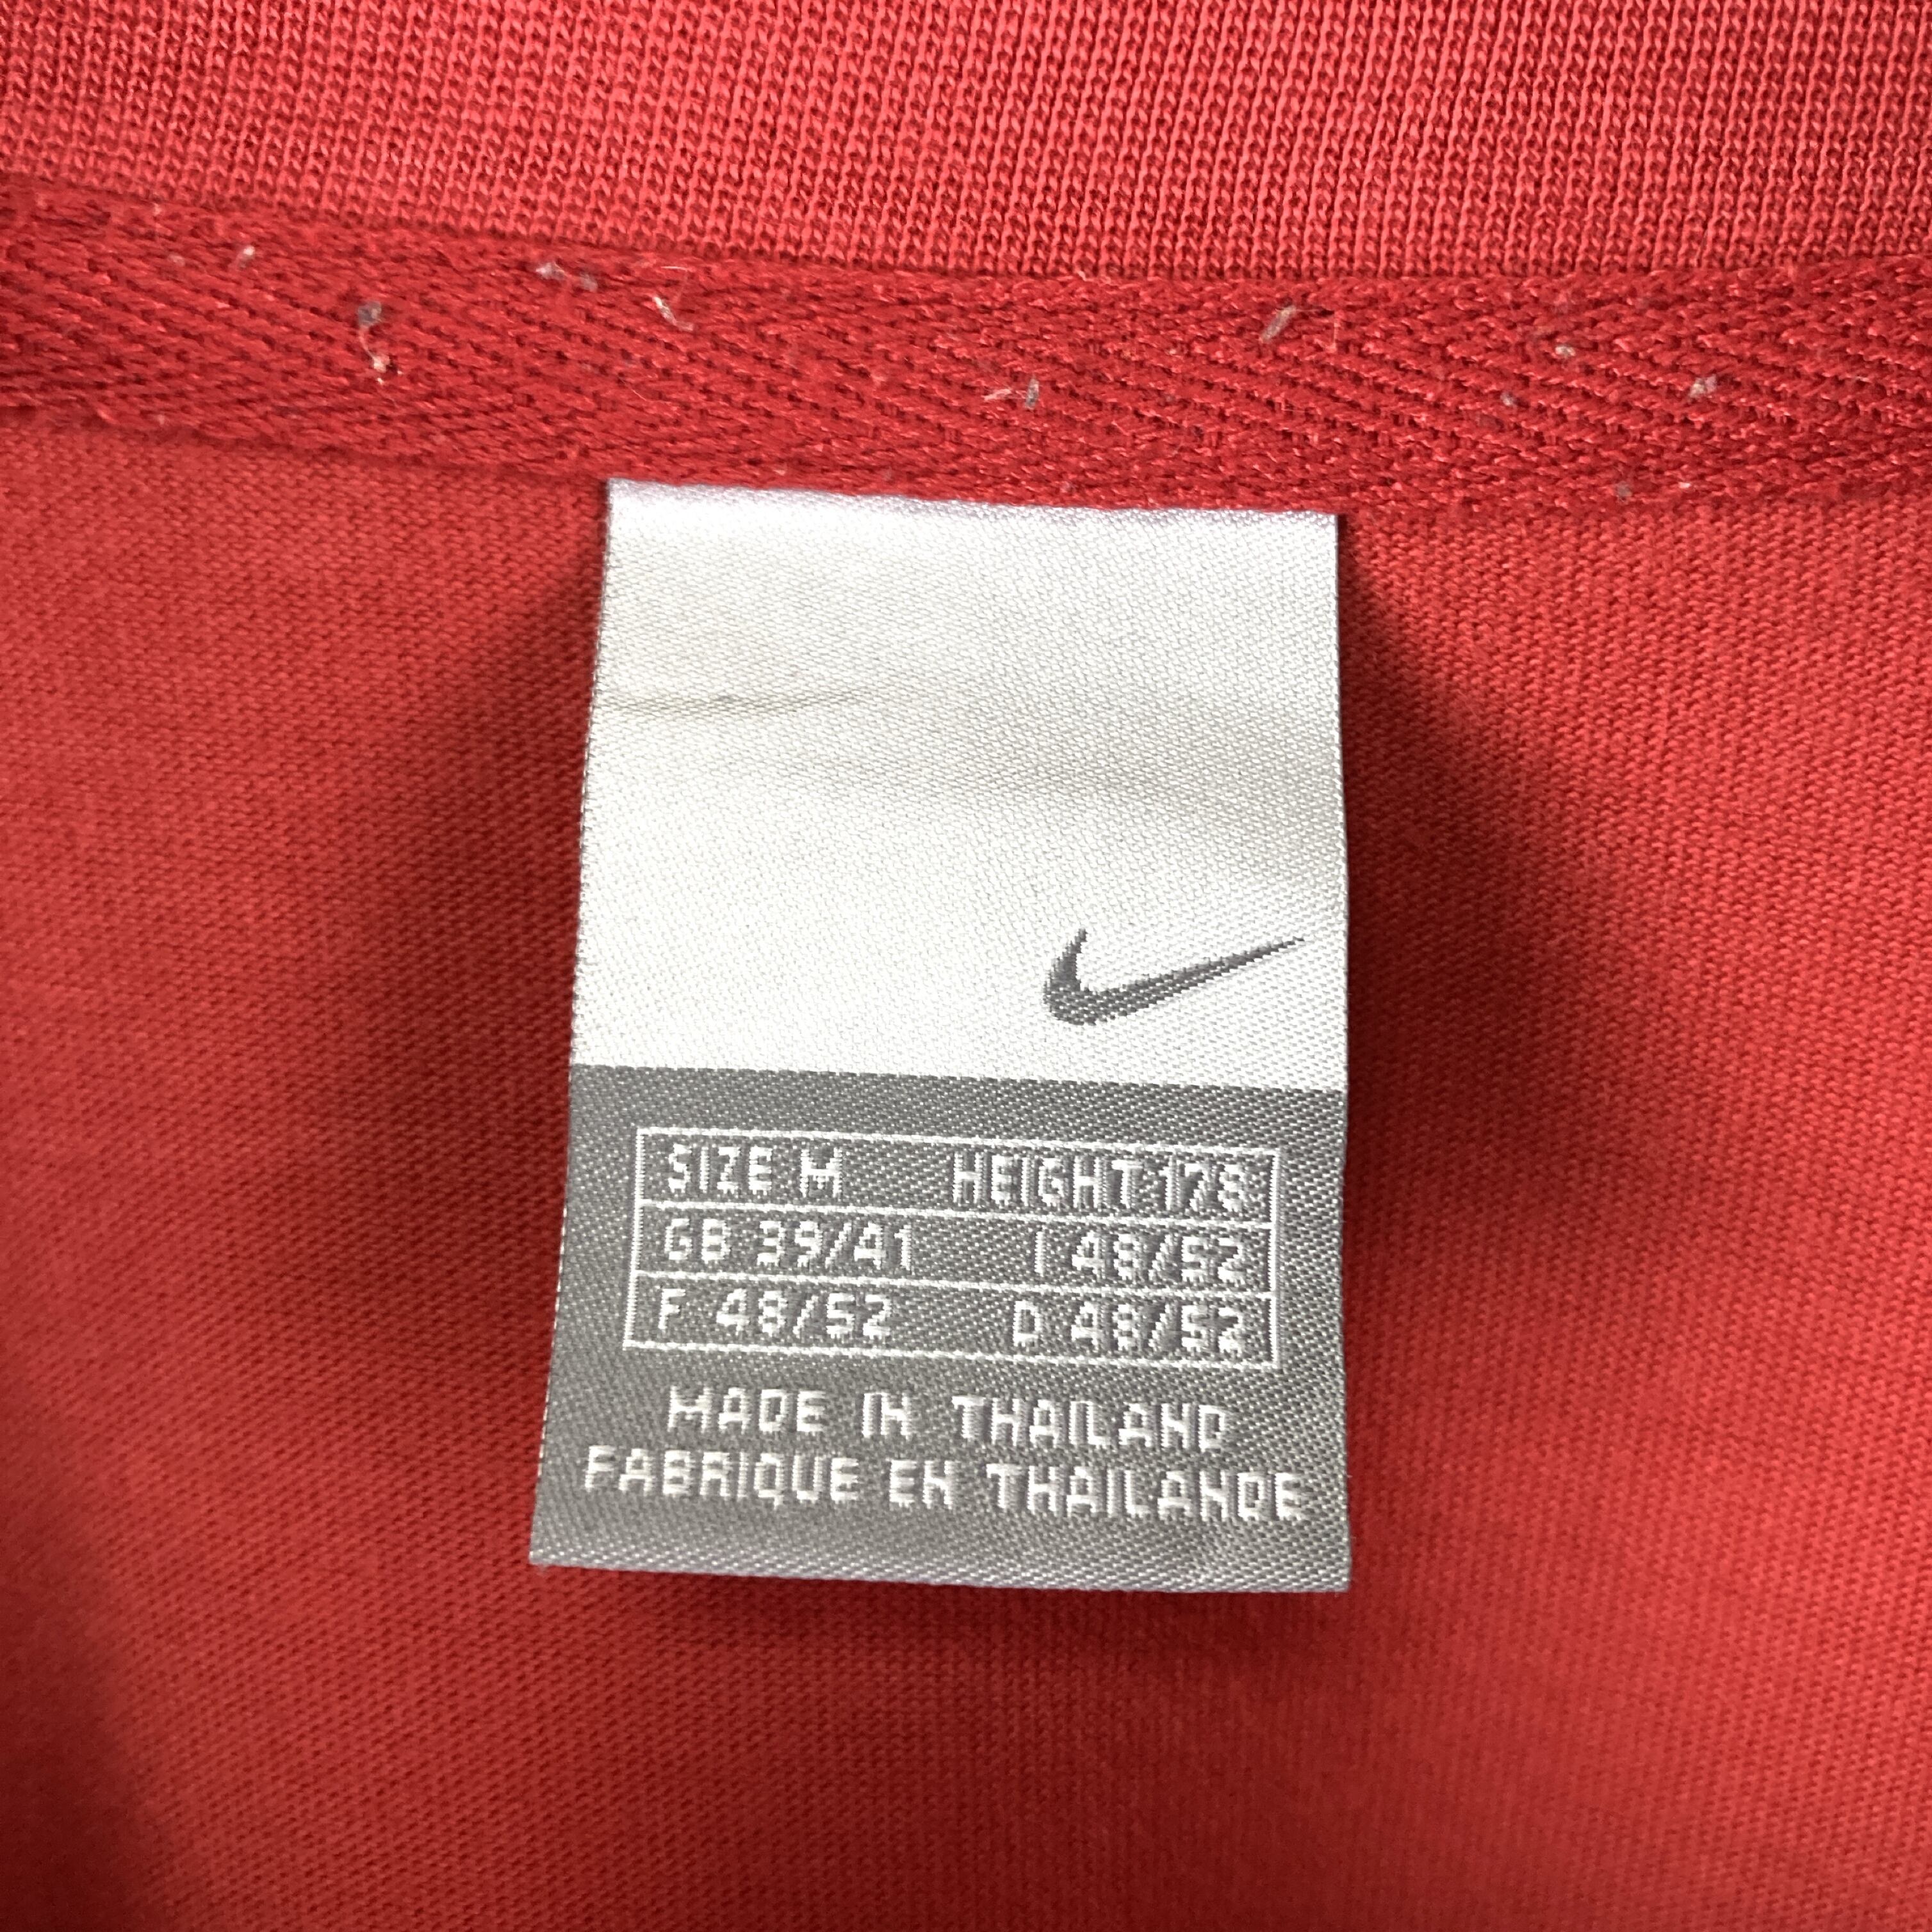 SIZE M HEIGHT 178
GB 39/41 I 48/52
F 48/52 D 48/52
MADE IN THAILAND
FABRIQUE EN THAILANDE